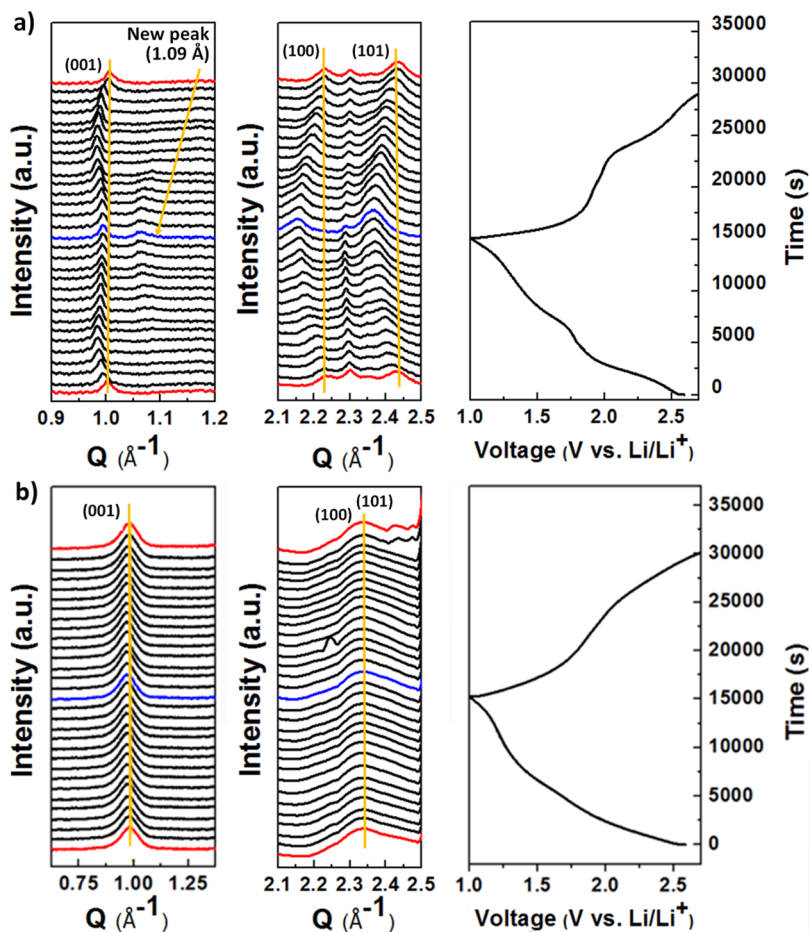 a)
(001)
New peak
(1.09 Å)
Intensity (a.u.)
0.9 1.0 1.1 1.2
Q (Å⁻¹)
(100) (101)
Intensity (a.u.)
2.1 2.2 2.3 2.4 2.5
Q (Å⁻¹)
35000
30000
25000
20000
15000
10000
5000
0
Time (s)
1.0 1.5 2.0 2.5
Voltage (V vs. Li/Li⁺)
b)
(001)
Intensity (a.u.)
0.75 1.00 1.25
Q (Å⁻¹)
(100) (101)
Intensity (a.u.)
2.1 2.2 2.3 2.4 2.5
Q (Å⁻¹)
35000
30000
25000
20000
15000
10000
5000
0
Time (s)
1.0 1.5 2.0 2.5
Voltage (V vs. Li/Li⁺)